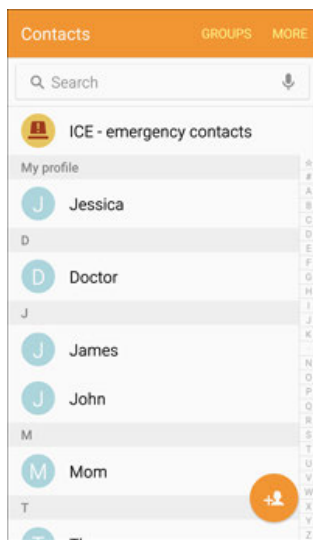 Contacts GROUPS MORE
Search
ICE - emergency contacts
My profile
J Jessica
D
D Doctor
J
J James
J John
M
M Mom
T
#
A
B
C
D
E
F
G
H
I
J
K
N
O
P
Q
R
S
T
U
V
W
X
Y
Z